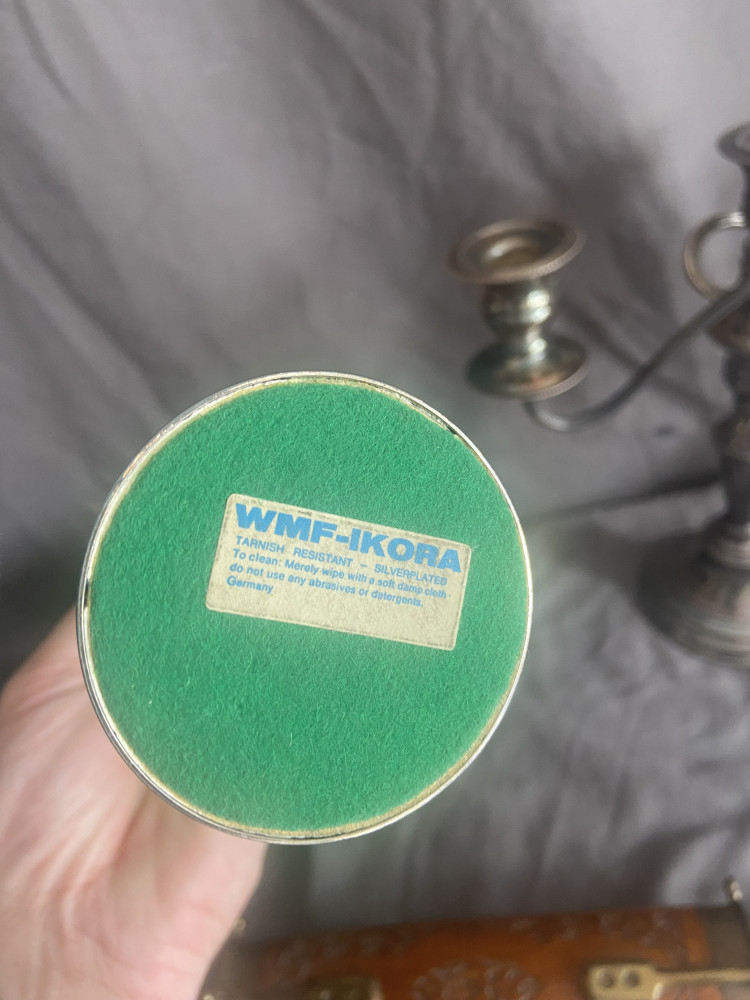 WMF-IKORA
TARNISH RESISTANT - SILVERPLATED
To clean: Merely wipe with a soft damp cloth -
do not use any abrasives or detergents.
Germany